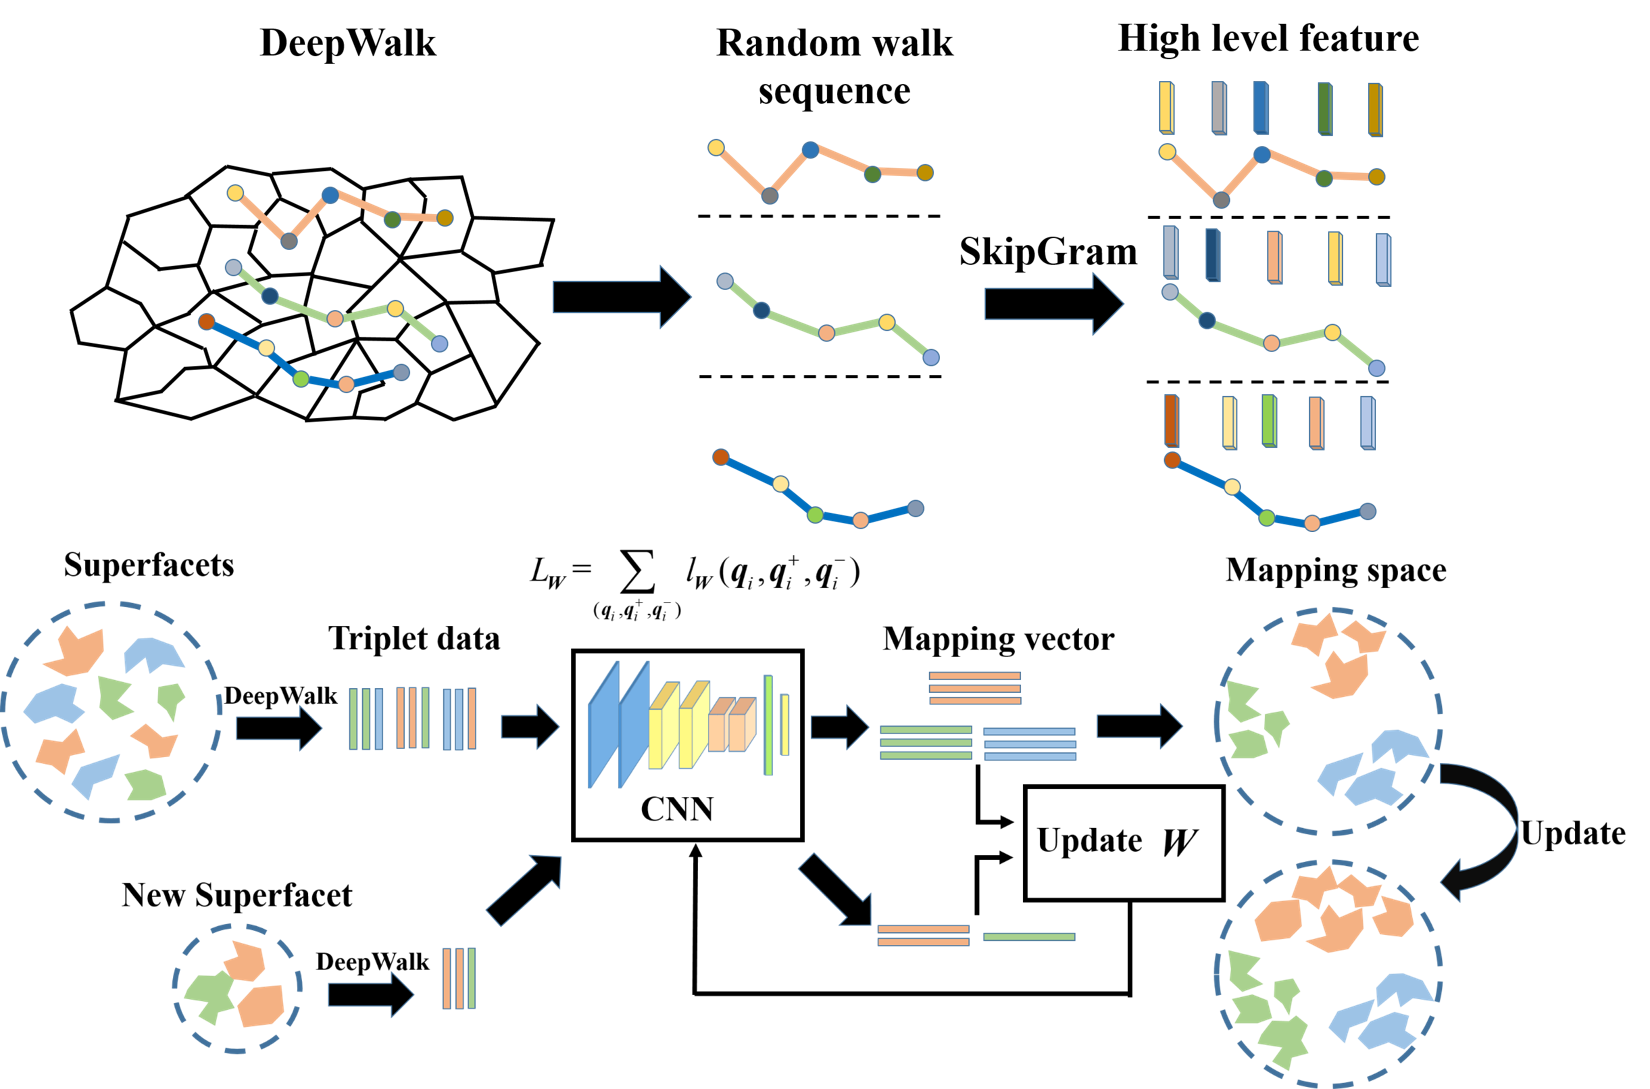 DeepWalk
Random walk
sequence
High level feature
SkipGram
Superfacets
L_W = ∑_{(q_i, q_i^+, q_i^-)} l_W (q_i, q_i^+, q_i^-)
Mapping space
Triplet data
Mapping vector
DeepWalk
CNN
Update W
Update
New Superfacet
DeepWalk